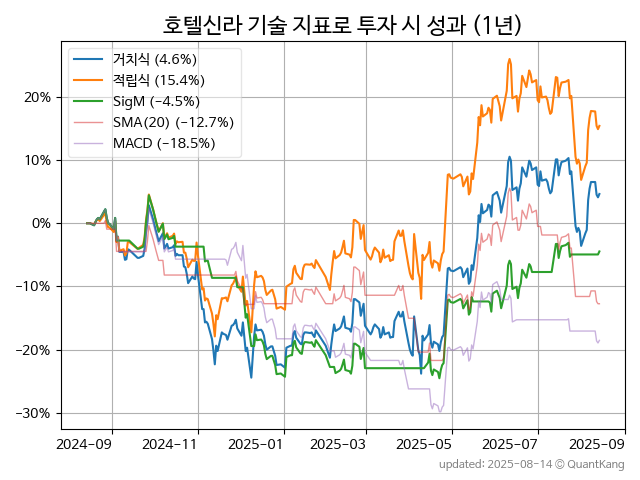 호텔신라 기술 지표로 투자 시 성과 (1년)
거치식 (4.6%)
적립식 (15.4%)
SigM (−4.5%)
SMA(20) (−12.7%)
MACD (−18.5%)
20%
10%
0%
−10%
−20%
−30%
2024-09 2024-11 2025-01 2025-03 2025-05 2025-07 2025-09
updated: 2025-08-14 © QuantKang